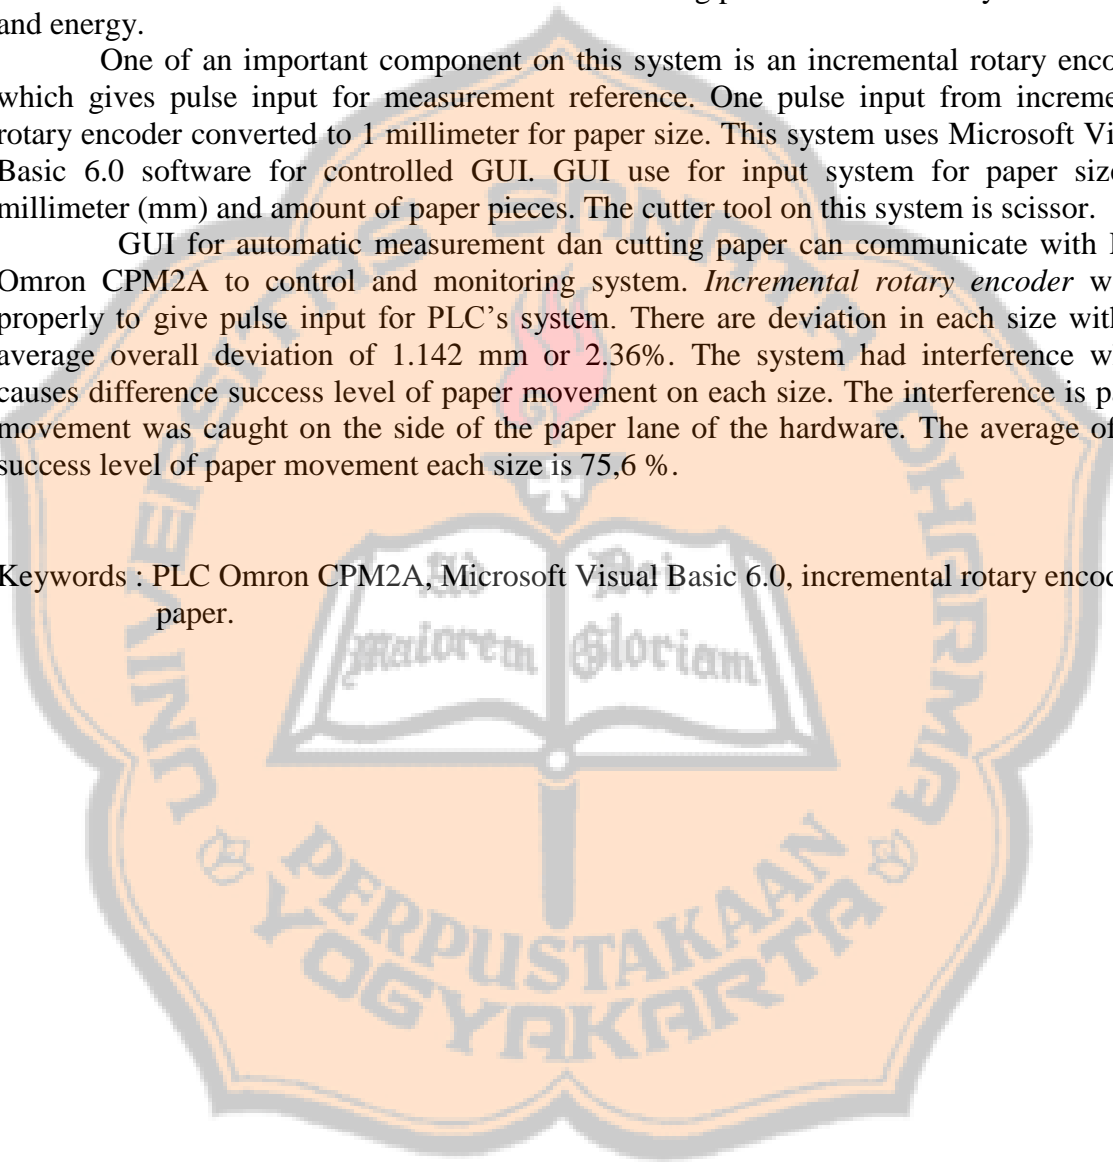 and energy.
One of an important component on this system is an incremental rotary enco
which gives pulse input for measurement reference. One pulse input from increme
rotary encoder converted to 1 millimeter for paper size. This system uses Microsoft Vi
Basic 6.0 software for controlled GUI. GUI use for input system for paper size
millimeter (mm) and amount of paper pieces. The cutter tool on this system is scissor.
GUI for automatic measurement dan cutting paper can communicate with
Omron CPM2A to control and monitoring system. Incremental rotary encoder w
properly to give pulse input for PLC’s system. There are deviation in each size with
average overall deviation of 1.142 mm or 2.36%. The system had interference w
causes difference success level of paper movement on each size. The interference is p
movement was caught on the side of the paper lane of the hardware. The average of
success level of paper movement each size is 75,6 %.
Keywords : PLC Omron CPM2A, Microsoft Visual Basic 6.0, incremental rotary encod
paper.
UNIVERSITAS SANATA DHARMA
Ad Dei
Maiorem Gloriam
PERPUSTAKAAN
YOGYAKARTA